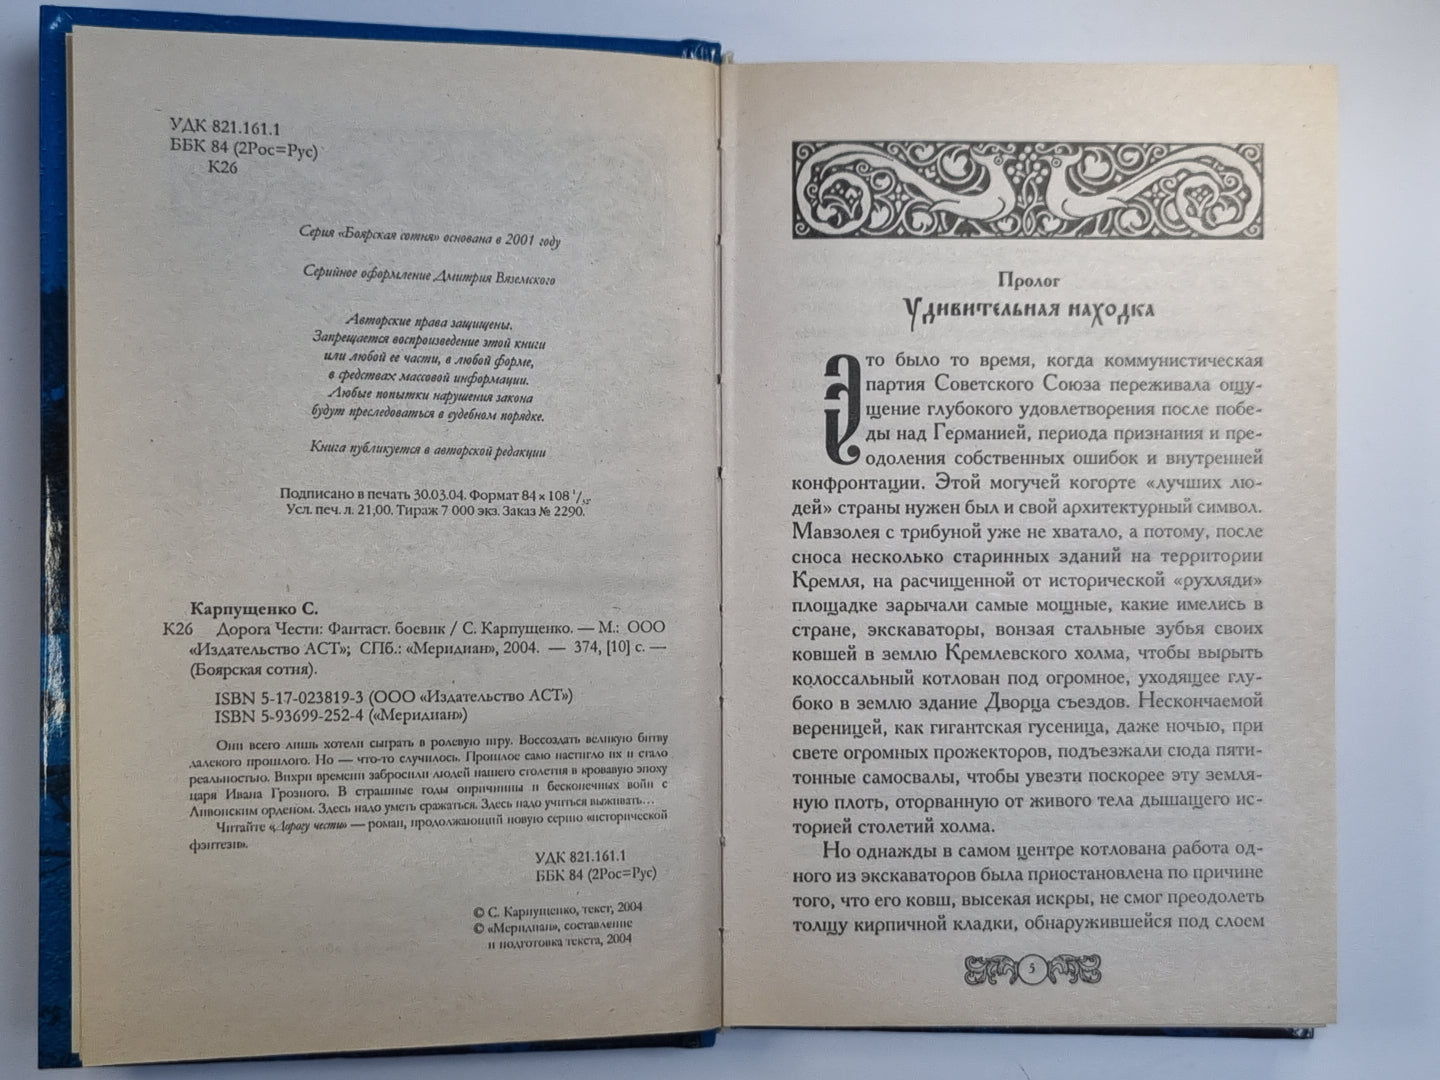 УДК 821.161.1
ББК 84 (2Рос=Рус)
К26
Серия «Боярская сотня» основана в 2001 году
Серийное оформление Дмитрия Вяземского
Авторские права защищены.
Запрещается воспроизведение этой книги
или любой ее части, в любой форме,
в средствах массовой информации.
Любые попытки нарушения закона
будут преследоваться в судебном порядке.
Книга публикуется в авторской редакции
Подписано в печать 30.03.04. Формат 84 × 108 1/32.
Усл. печ. л. 21,00. Тираж 7 000 экз. Заказ № 2290.
Карпущенко С.
К26 Дорога Чести: Фантаст. боевик / С. Карпущенко. — М.: ООО
«Издательство АСТ»; СПб.: «Меридиан», 2004. — 374, [10] с. —
(Боярская сотня).
ISBN 5-17-023819-3 (ООО «Издательство АСТ»)
ISBN 5-93699-252-4 («Меридиан»)
Они всего лишь хотели сыграть в ролевую игру. Воссоздать великую битву
далекого прошлого. Но — что-то случилось. Прошлое само настигло их и стало
реальностью. Вихри времени забросили людей нашего столетия в кровавую эпоху
царя Ивана Грозного. В страшные годы опричнины и бесконечных войн с
Ливонским орденом. Здесь надо уметь сражаться. Здесь надо учиться выживать...
Читайте «Дорогу чести» — роман, продолжающий новую серию «исторической
фэнтези».
УДК 821.161.1
ББК 84 (2Рос=Рус)
© С. Карпущенко, текст, 2004
© «Меридиан», составление
и подготовка текста, 2004
Пролог
Удивительная находка
Это было то время, когда коммунистическая
партия Советского Союза переживала ощу-
щение глубокого удовлетворения после побе-
ды над Германией, периода признания и пре-
одоления собственных ошибок и внутренней
конфронтации. Этой могучей когорте «лучших лю-
дей» страны нужен был и свой архитектурный символ.
Мавзолея с трибуной уже не хватало, а потому, после
сноса несколько старинных зданий на территории
Кремля, на расчищенной от исторической «рухляди»
площадке зарычали самые мощные, какие имелись в
стране, экскаваторы, вонзая стальные зубья своих
ковшей в землю Кремлевского холма, чтобы вырыть
колоссальный котлован под огромное, уходящее глу-
боко в землю здание Дворца съездов. Нескончаемой
вереницей, как гигантская гусеница, даже ночью, при
свете огромных прожекторов, подъезжали сюда пяти-
тонные самосвалы, чтобы увезти поскорее эту земля-
ную плоть, оторванную от живого тела дышащего ис-
торией столетий холма.
Но однажды в самом центре котлована работа од-
ного из экскаваторов была приостановлена по причине
того, что его ковш, высекая искры, не смог преодолеть
толщу кирпичной кладки, обнаружившейся под слоем
5